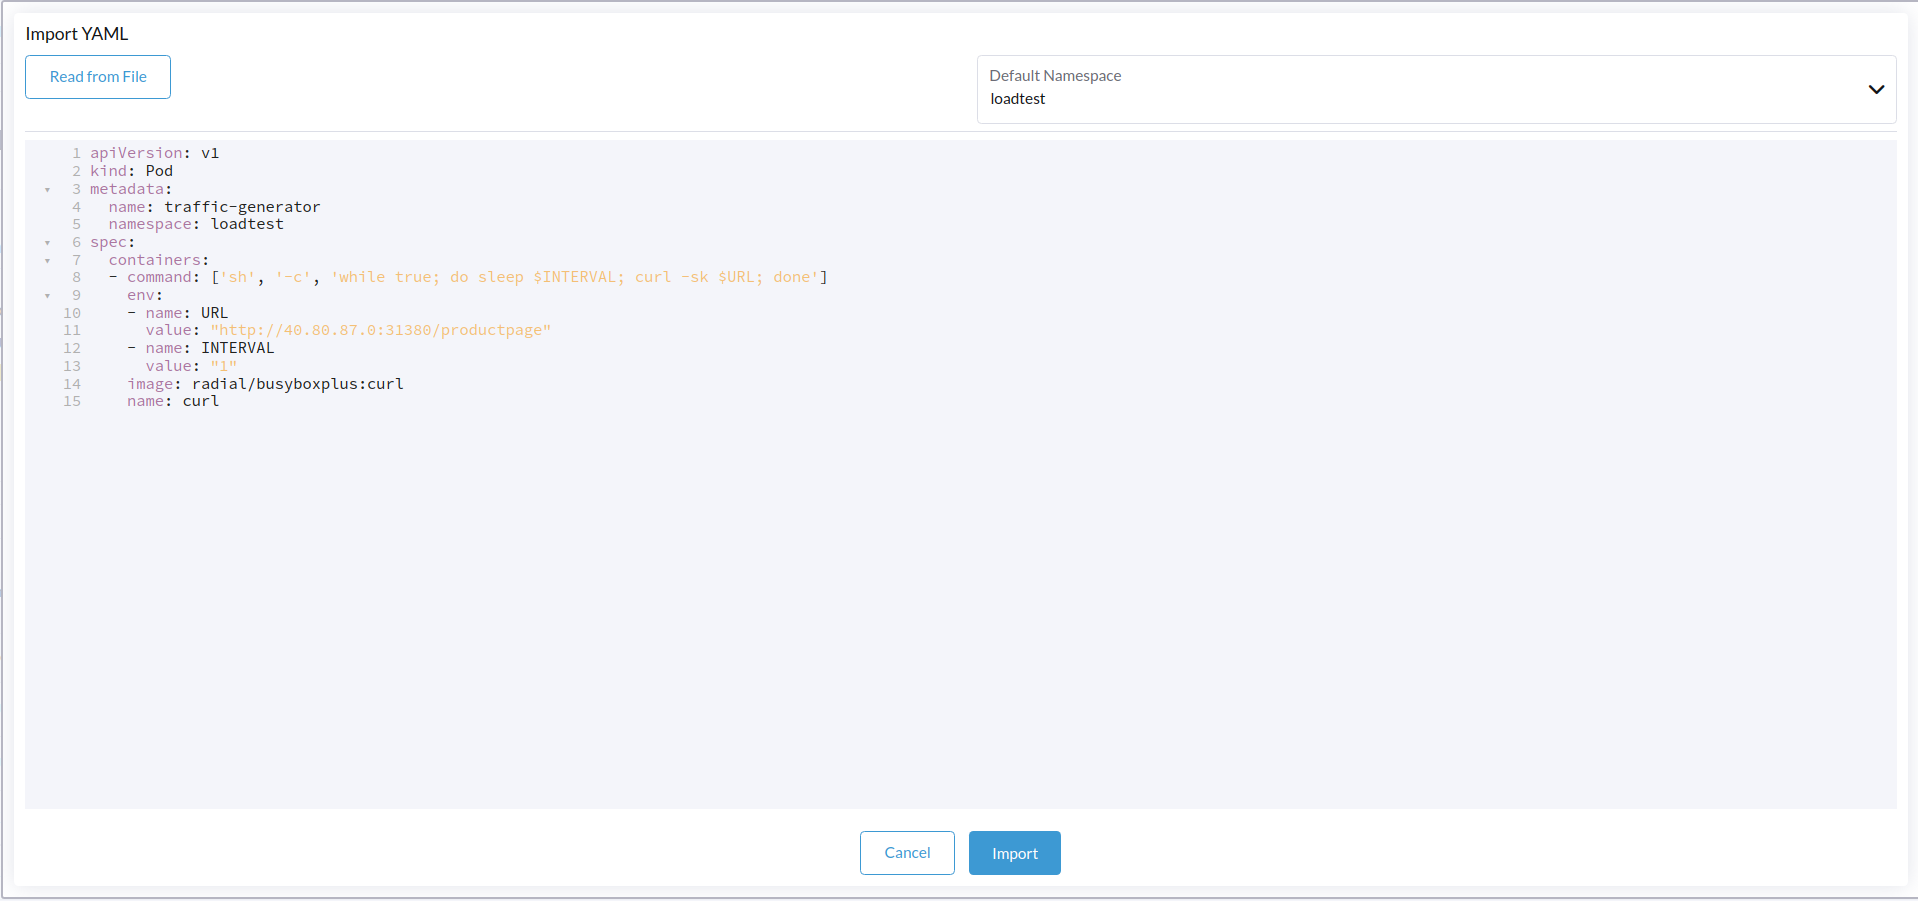 Import YAML
Read from File
Default Namespace
loadtest
1 apiVersion: v1
2 kind: Pod
3 metadata:
4   name: traffic-generator
5   namespace: loadtest
6 spec:
7   containers:
8   - command: ['sh', '-c', 'while true; do sleep $INTERVAL; curl -sk $URL; done']
9     env:
10     - name: URL
11       value: "http://40.80.87.0:31380/productpage"
12     - name: INTERVAL
13       value: "1"
14     image: radial/busyboxplus:curl
15     name: curl
Cancel
Import